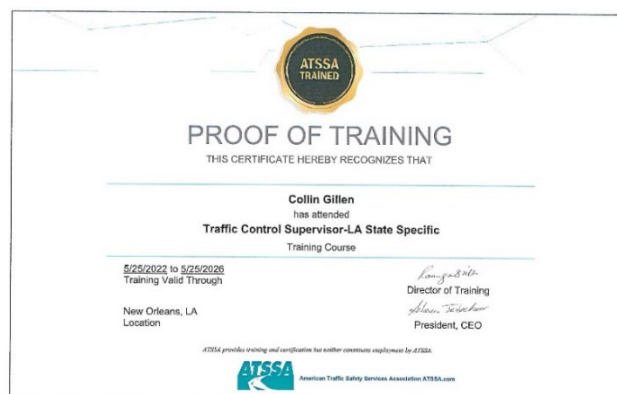 ATSSA
TRAINED
PROOF OF TRAINING
THIS CERTIFICATE HEREBY RECOGNIZES THAT
Collin Gillen
has attended
Traffic Control Supervisor-LA State Specific
Training Course
5/25/2022 to 5/25/2026
Training Valid Through
Director of Training
New Orleans, LA
Location
President, CEO
ATSSA provides training and certification but neither constitutes employment by ATSSA.
ATSSA
American Traffic Safety Services Association ATSSA.com